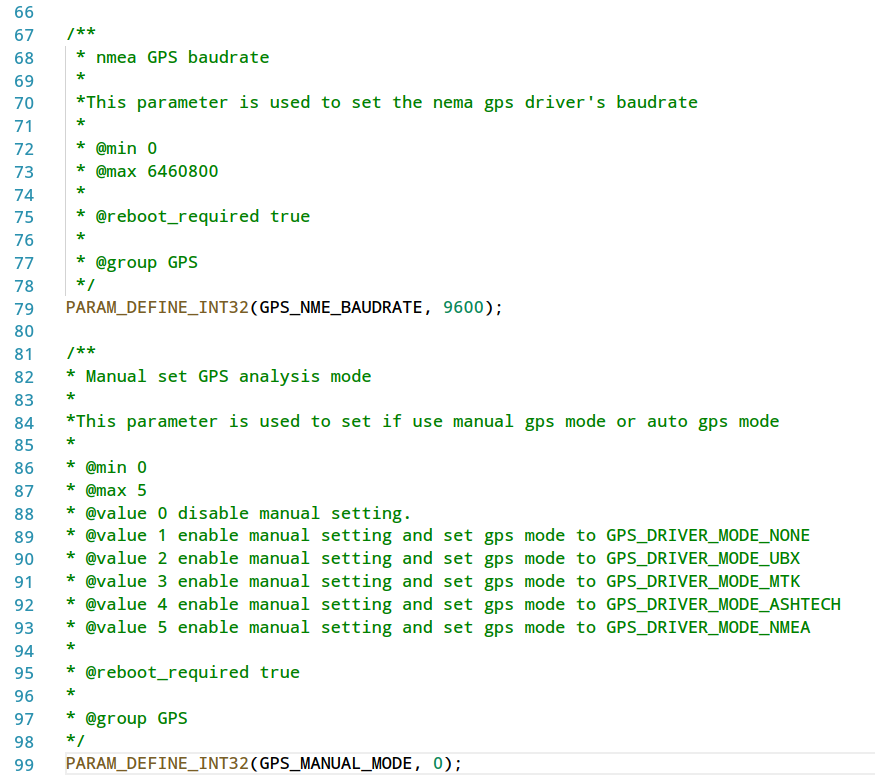 66
67 /**
68 * nmea GPS baudrate
69 *
70 *This parameter is used to set the nema gps driver's baudrate
71 *
72 * @min 0
73 * @max 6460800
74 *
75 * @reboot_required true
76 *
77 * @group GPS
78 */
79 PARAM_DEFINE_INT32(GPS_NME_BAUDRATE, 9600);
80
81 /**
82 * Manual set GPS analysis mode
83 *
84 *This parameter is used to set if use manual gps mode or auto gps mode
85 *
86 * @min 0
87 * @max 5
88 * @value 0 disable manual setting.
89 * @value 1 enable manual setting and set gps mode to GPS_DRIVER_MODE_NONE
90 * @value 2 enable manual setting and set gps mode to GPS_DRIVER_MODE_UBX
91 * @value 3 enable manual setting and set gps mode to GPS_DRIVER_MODE_MTK
92 * @value 4 enable manual setting and set gps mode to GPS_DRIVER_MODE_ASHTECH
93 * @value 5 enable manual setting and set gps mode to GPS_DRIVER_MODE_NMEA
94 *
95 * @reboot_required true
96 *
97 * @group GPS
98 */
99 PARAM_DEFINE_INT32(GPS_MANUAL_MODE, 0);